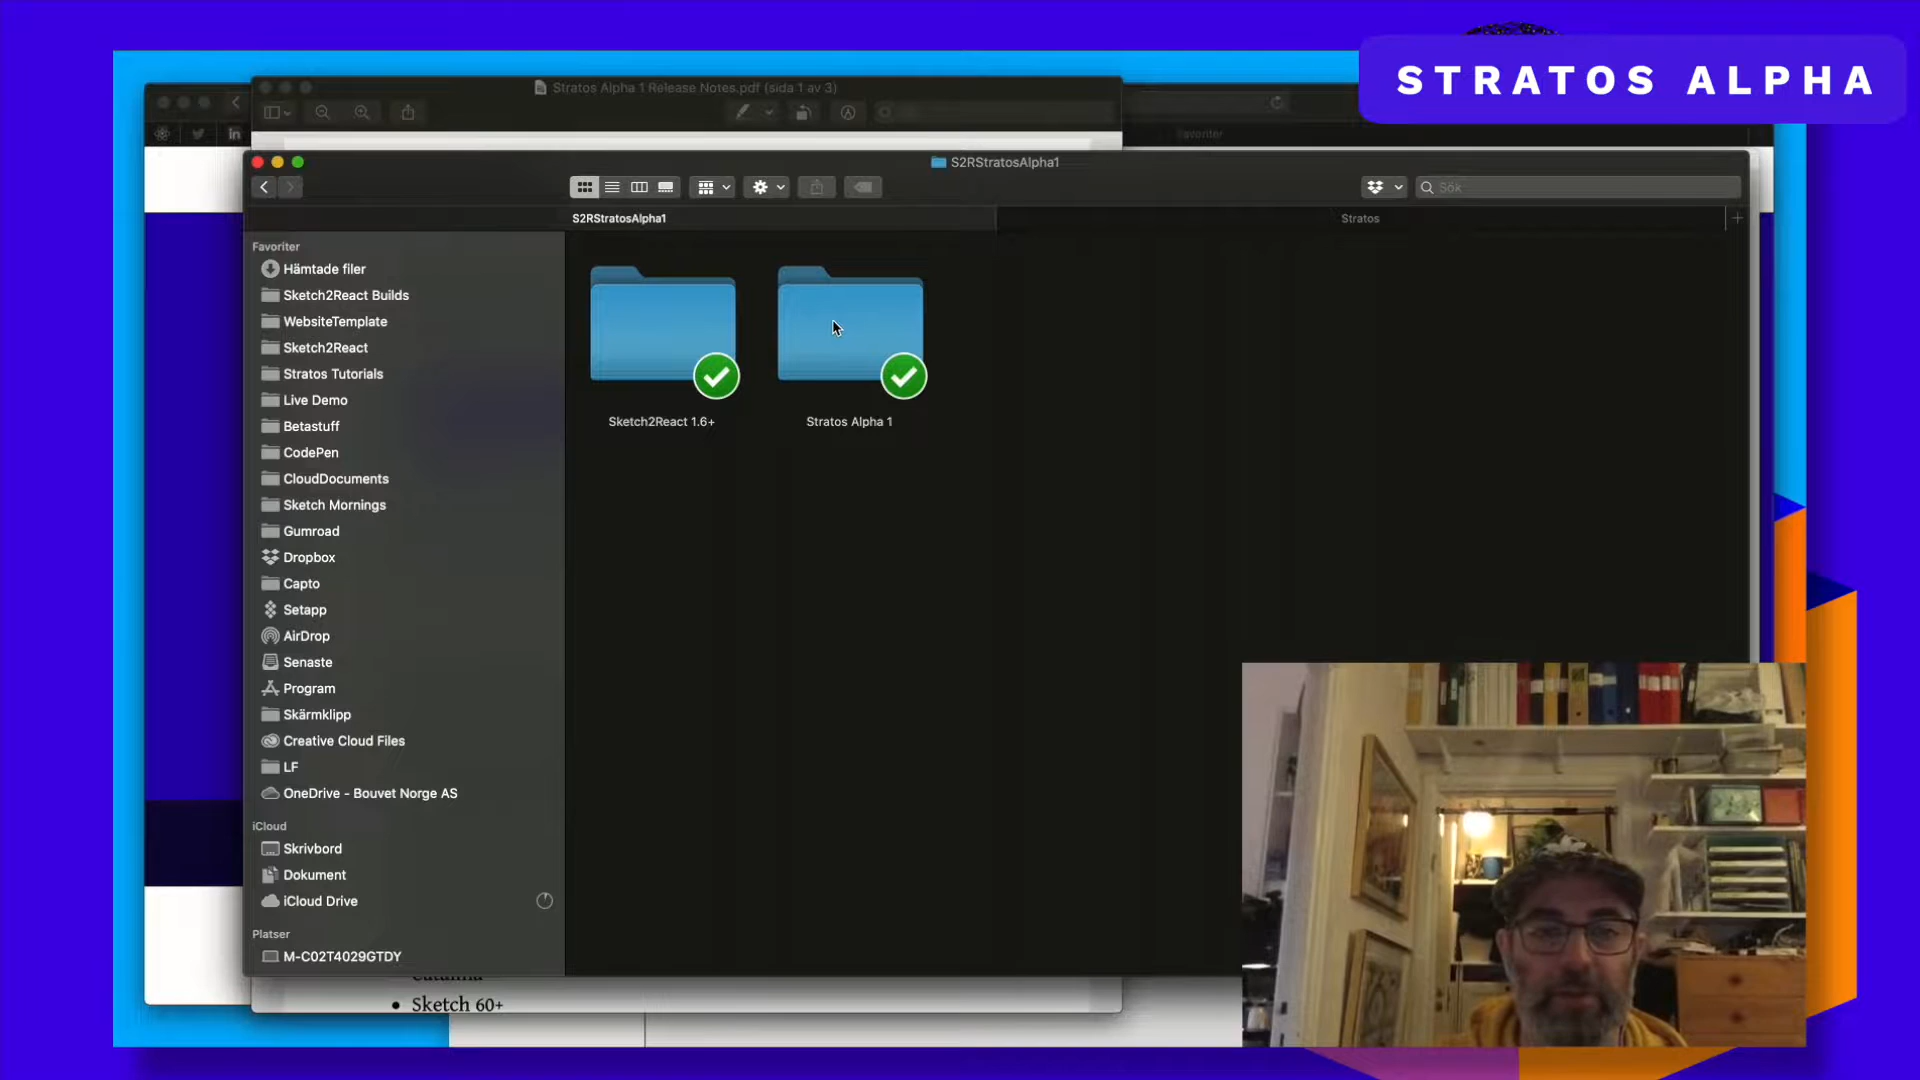 STRATOS ALPHA
Stratos Alpha 1 Release Notes.pdf (sida 1 av 3)
Favoriter
S2RStratosAlpha1
Sök
S2RStratosAlpha1
Stratos
Favoriter
Hämtade filer
Sketch2React Builds
WebsiteTemplate
Sketch2React
Stratos Tutorials
Live Demo
Betastuff
CodePen
CloudDocuments
Sketch Mornings
Gumroad
Dropbox
Capto
Setapp
AirDrop
Senaste
Program
Skärmklipp
Creative Cloud Files
LF
OneDrive - Bouvet Norge AS
iCloud
Skrivbord
Dokument
iCloud Drive
Platser
M-C02T4029GTDY
Sketch2React 1.6+
Stratos Alpha 1
Catalina
• Sketch 60+